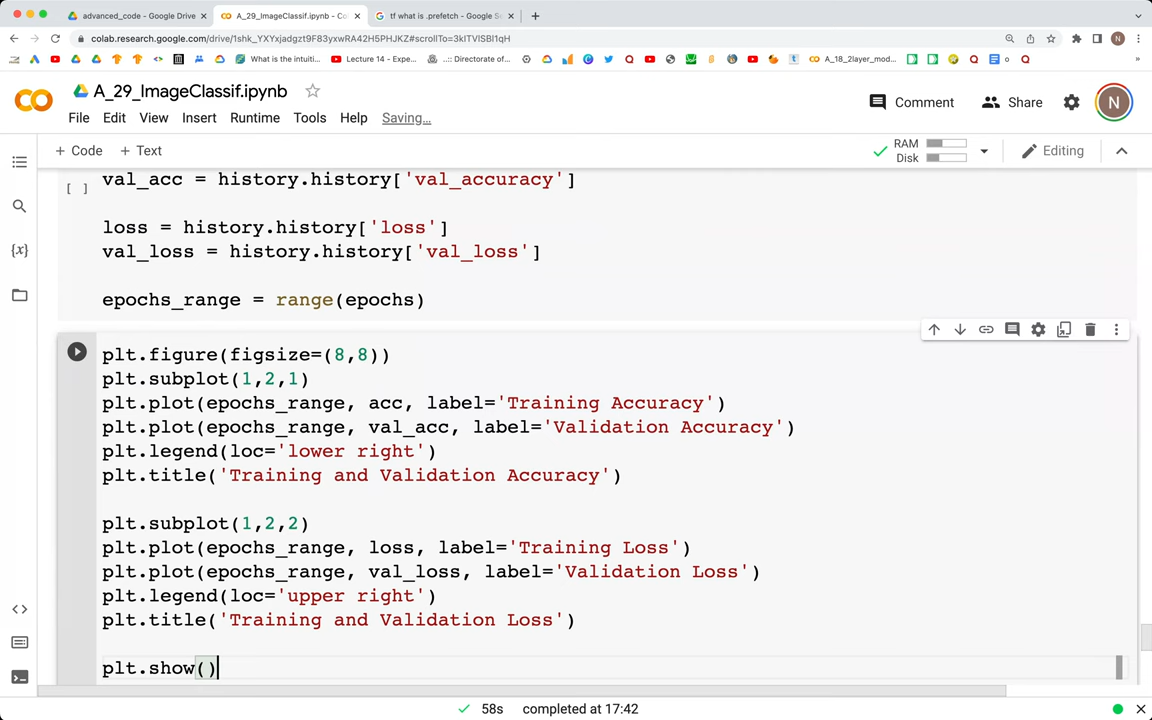 advanced_code - Google Drive
A_29_ImageClassif.ipynb - Co
tf what is .prefetch - Google S
colab.research.google.com/drive/1shk_YXYxjadgzt9F83yxwRA42H5PHJKZ#scrollTo=3kITVlSBl1qH
What is the intuiti...
Lecture 14 - Expe...
..:: Directorate of...
A_18_2layer_mod...
A_29_ImageClassif.ipynb
Comment
Share
N
File Edit View Insert Runtime Tools Help Saving...
+ Code + Text
RAM
Disk
Editing
[ ]
val_acc = history.history['val_accuracy']
loss = history.history['loss']
val_loss = history.history['val_loss']
epochs_range = range(epochs)
plt.figure(figsize=(8,8))
plt.subplot(1,2,1)
plt.plot(epochs_range, acc, label='Training Accuracy')
plt.plot(epochs_range, val_acc, label='Validation Accuracy')
plt.legend(loc='lower right')
plt.title('Training and Validation Accuracy')
plt.subplot(1,2,2)
plt.plot(epochs_range, loss, label='Training Loss')
plt.plot(epochs_range, val_loss, label='Validation Loss')
plt.legend(loc='upper right')
plt.title('Training and Validation Loss')
plt.show()
58s completed at 17:42